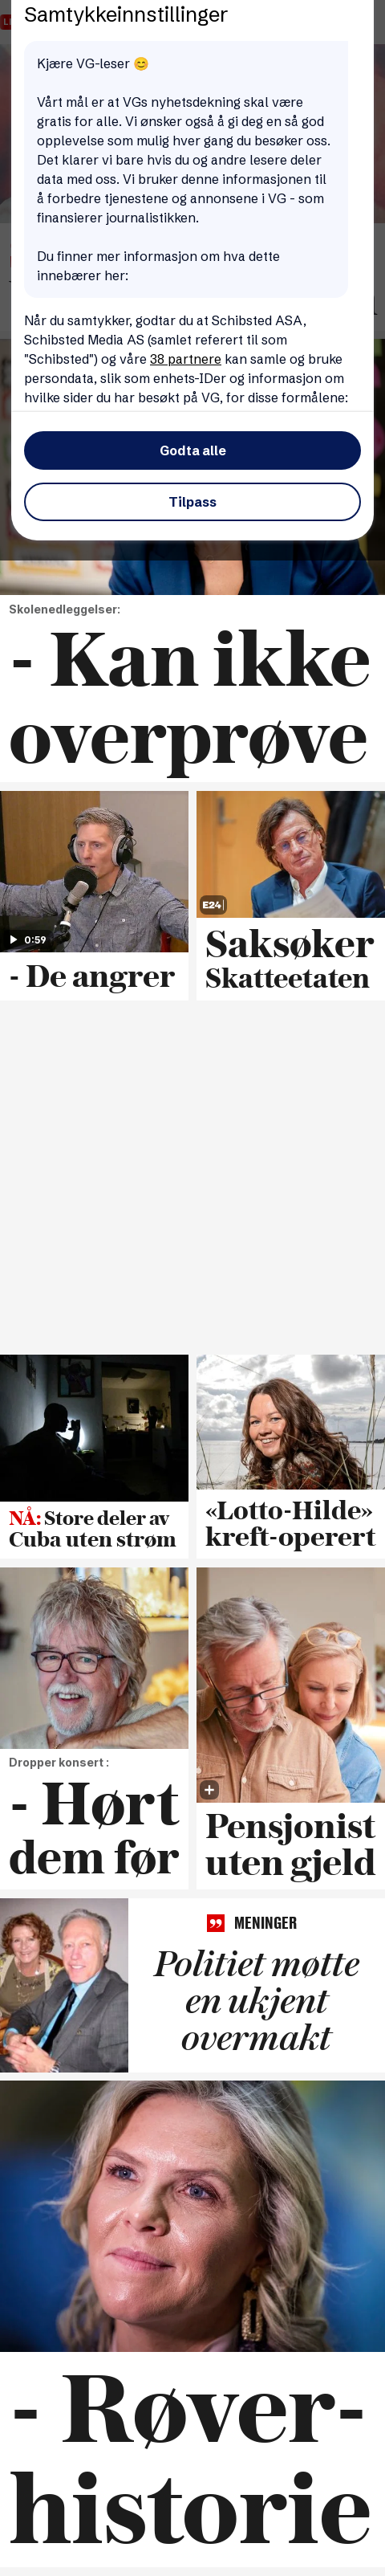 Samtykkeinnstillinger
Kjære VG-leser 😊
Vårt mål er at VGs nyhetsdekning skal være
gratis for alle. Vi ønsker også å gi deg en så god
opplevelse som mulig hver gang du besøker oss.
Det klarer vi bare hvis du og andre lesere deler
data med oss. Vi bruker denne informasjonen til
å forbedre tjenestene og annonsene i VG - som
finansierer journalistikken.
Du finner mer informasjon om hva dette
innebærer her:
Når du samtykker, godtar du at Schibsted ASA,
Schibsted Media AS (samlet referert til som
"Schibsted") og våre 38 partnere kan samle og bruke
persondata, slik som enhets-IDer og informasjon om
hvilke sider du har besøkt på VG, for disse formålene:
Godta alle
Tilpass
Skolenedleggelser:
- Kan ikke
overprøve
0:59
- De angrer
E24
Saksøker
Skatteetaten
NÅ: Store deler av
Cuba uten strøm
«Lotto-Hilde»
kreft-operert
Dropper konsert :
- Hørt
dem før
Pensjonist
uten gjeld
MENINGER
Politiet møtte
en ukjent
overmakt
- Røver-
historie